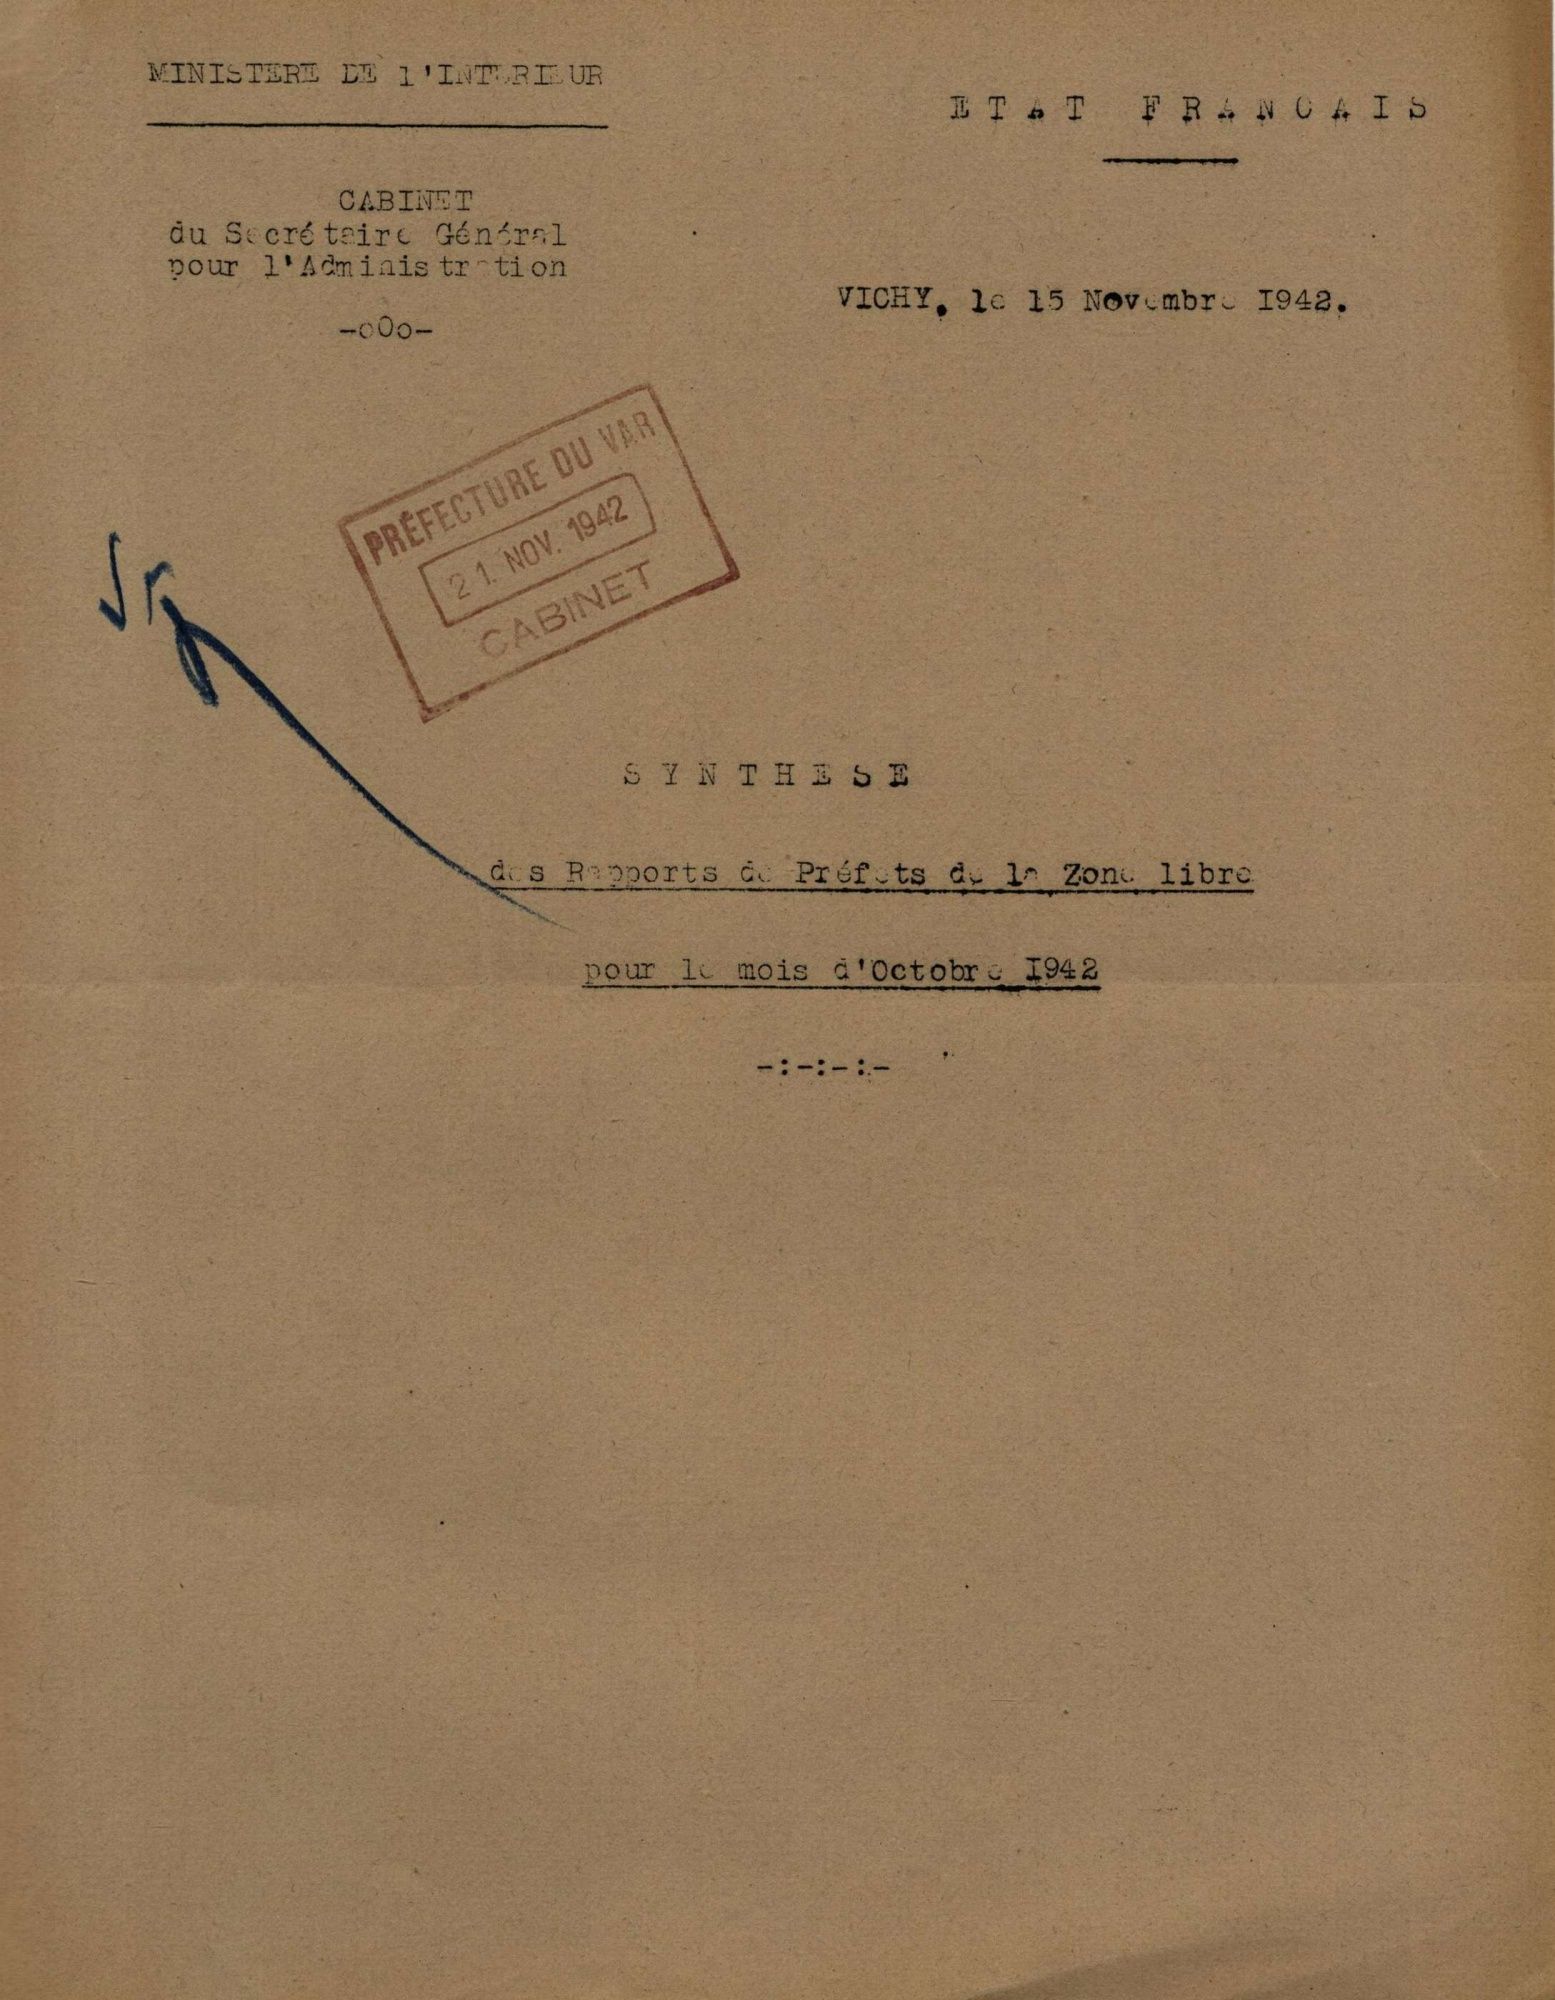 MINISTERE DE l'INTERIEUR
ETAT FRANCAIS
CABINET
du Secrétaire Général
pour l'Administration
-oOo-
VICHY, le 15 Novembre 1942.
PRÉFECTURE DU VAR
21 NOV. 1942
CABINET
SYNTHESE
des Rapports de Préfets de la Zone libre
pour le mois d'Octobre 1942
-:-:-:-